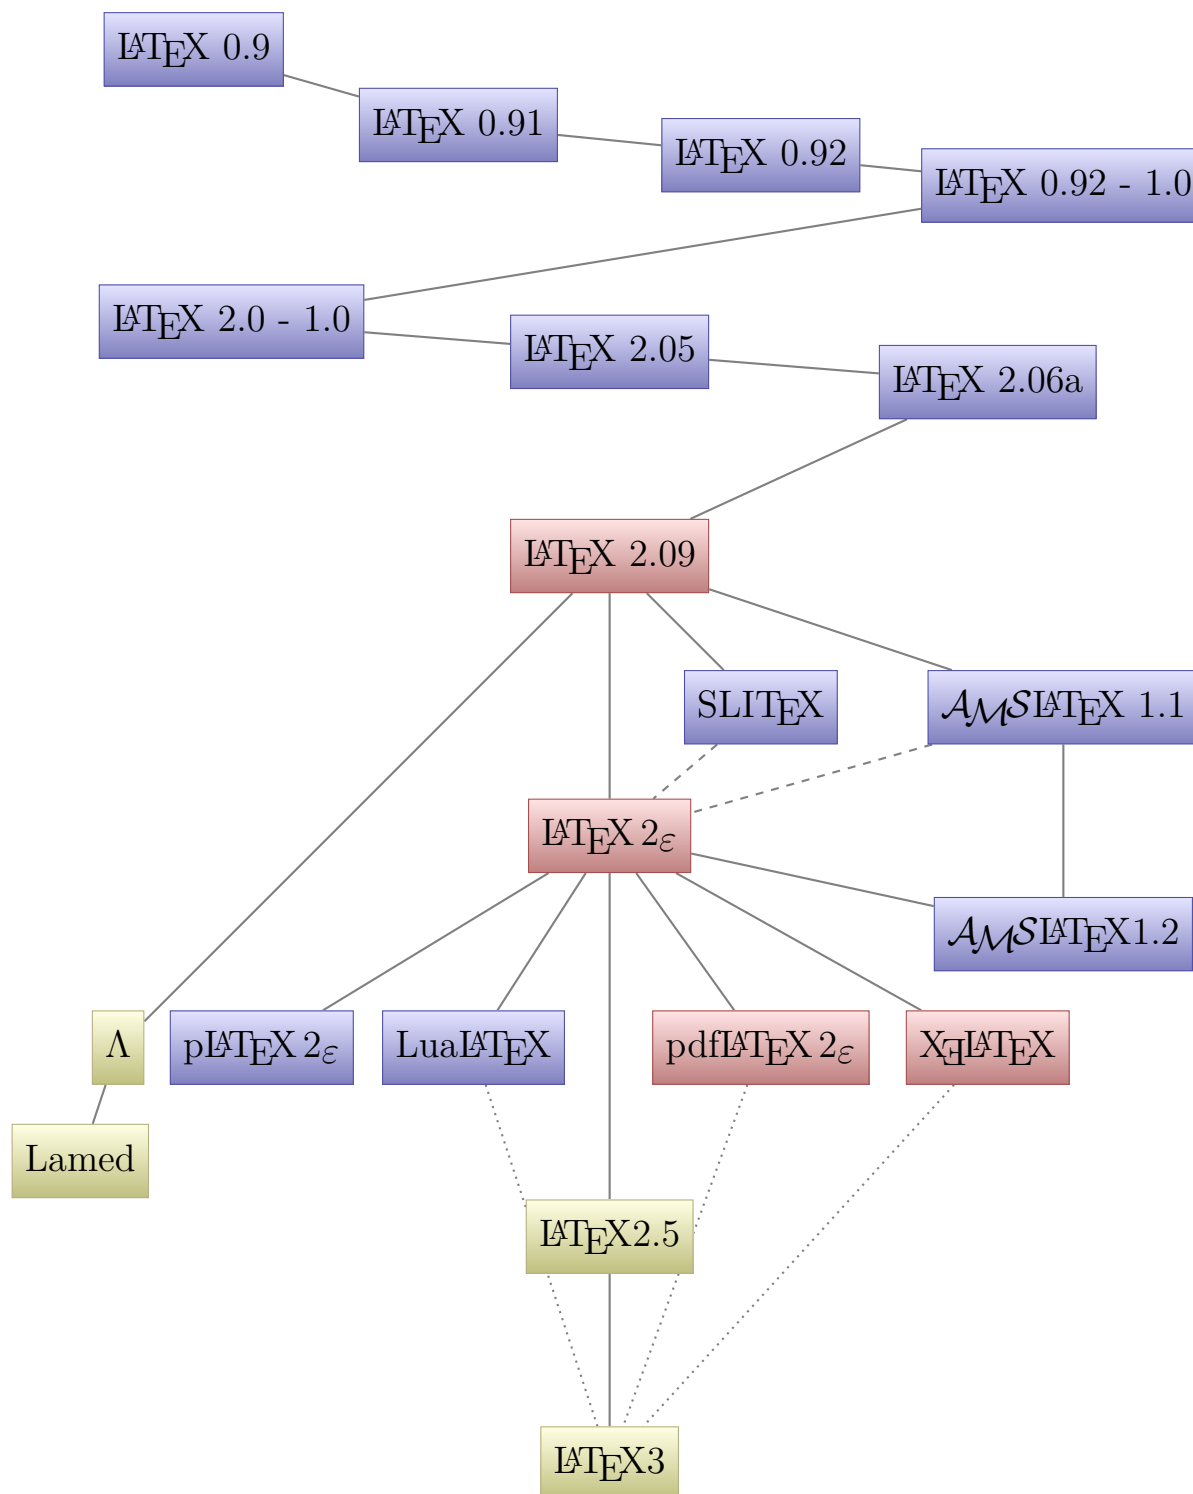 LATEX 0.9
LATEX 0.91
LATEX 0.92
LATEX 0.92 - 1.0
LATEX 2.0 - 1.0
LATEX 2.05
LATEX 2.06a
LATEX 2.09
SLITEX
AMSLATEX 1.1
LATEX 2ε
AMSLATEX1.2
Λ
pLATEX 2ε
LuaLATEX
pdfLATEX 2ε
XƎLATEX
Lamed
LATEX2.5
LATEX3